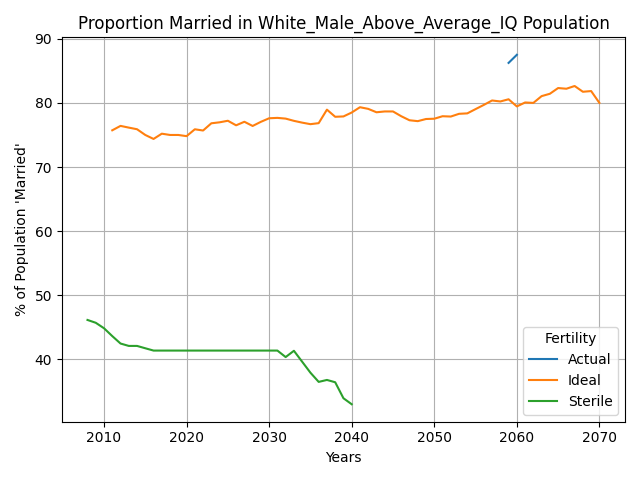 Proportion Married in White_Male_Above_Average_IQ Population
% of Population 'Married'
90
80
70
60
50
40
2010 2020 2030 2040 2050 2060 2070
Years
Fertility
Actual
Ideal
Sterile